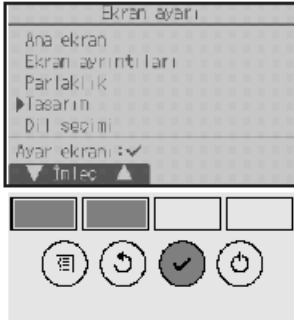 Ekran ayarı
Ana ekran
Ekran ayrıntıları
Parlaklık
▶Tasarım
Dil seçimi
Ayar ekranı:✓
▼ İmleç ▲